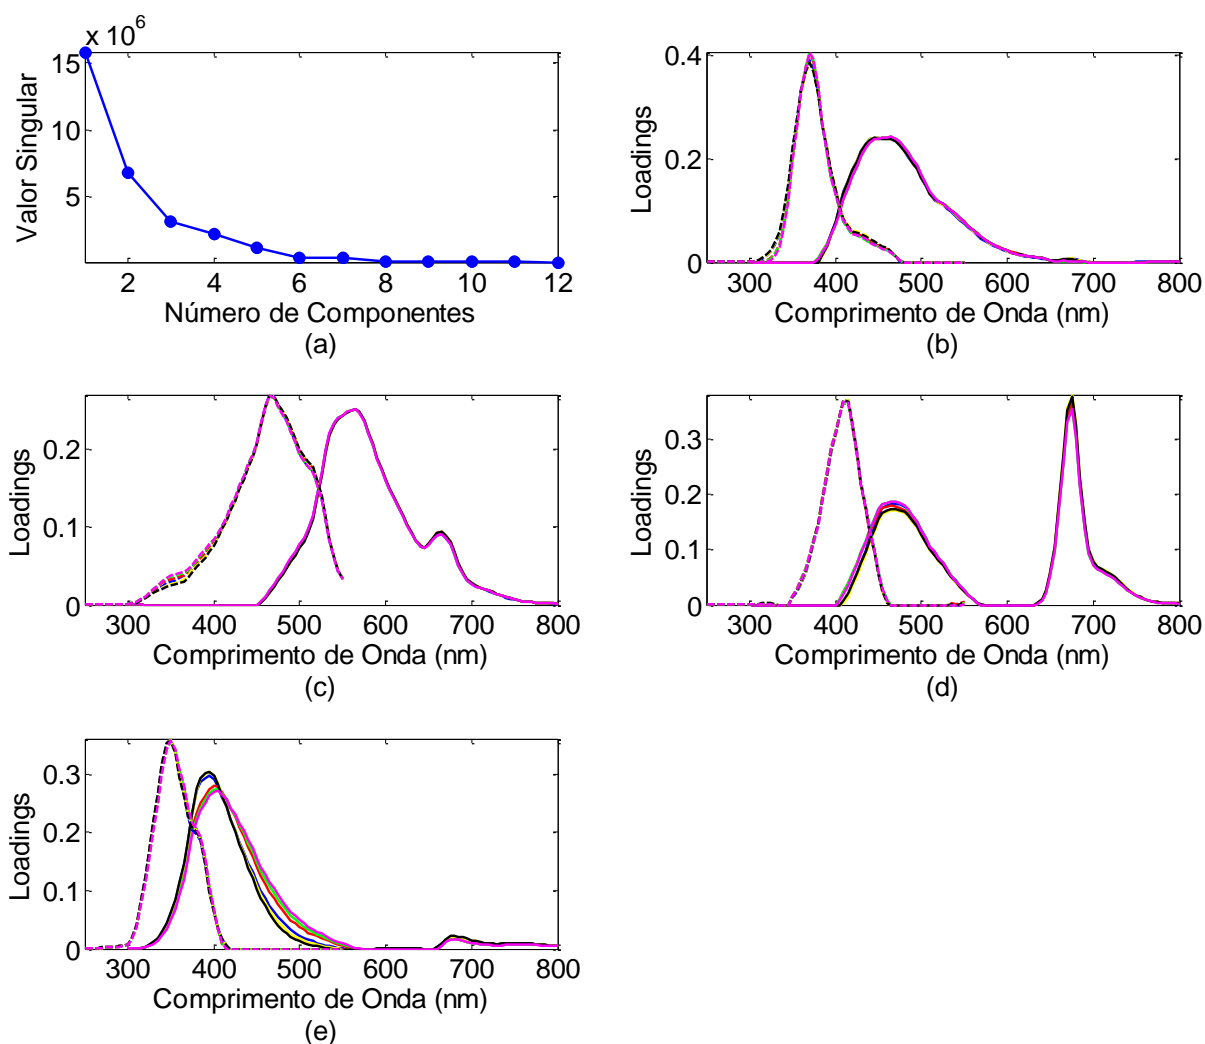 x 10^6
15
10
5
Valor Singular
2 4 6 8 10 12
Número de Componentes
(a)
0.4
0.2
0
Loadings
300 400 500 600 700 800
Comprimento de Onda (nm)
(b)
0.2
0.1
0
Loadings
300 400 500 600 700 800
Comprimento de Onda (nm)
(c)
0.3
0.2
0.1
0
Loadings
300 400 500 600 700 800
Comprimento de Onda (nm)
(d)
0.3
0.2
0.1
0
Loadings
300 400 500 600 700 800
Comprimento de Onda (nm)
(e)